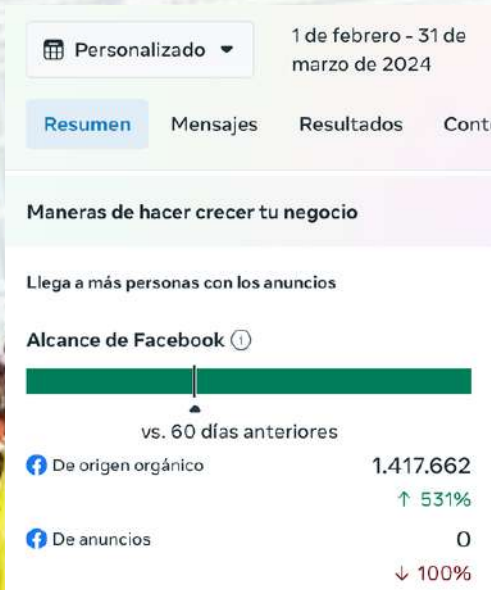 Personalizado
1 de febrero - 31 de
marzo de 2024
Resumen Mensajes Resultados
Maneras de hacer crecer tu negocio
Llega a más personas con los anuncios
Alcance de Facebook
vs. 60 días anteriores
De origen orgánico 1.417.662
↑ 531%
De anuncios 0
↓ 100%